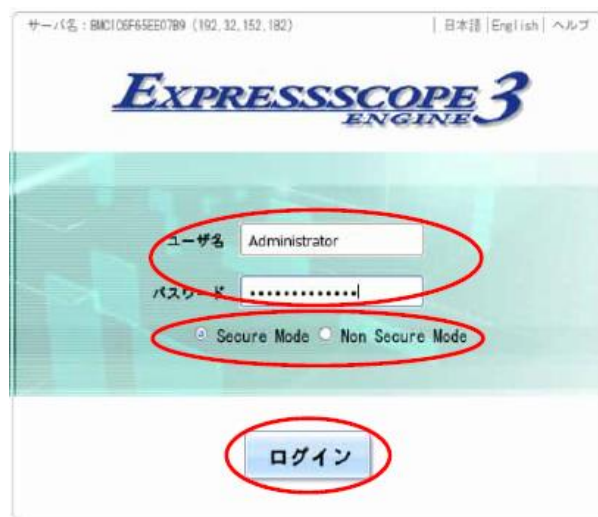 サーバ名：BMC1C6F65EE07B9 (192.32.152.182) | 日本語 |English| ヘルプ
EXPRESSSCOPE 3
ENGINE
ユーザ名 Administrator
パスワード •••••••••••••
Secure Mode Non Secure Mode
ログイン